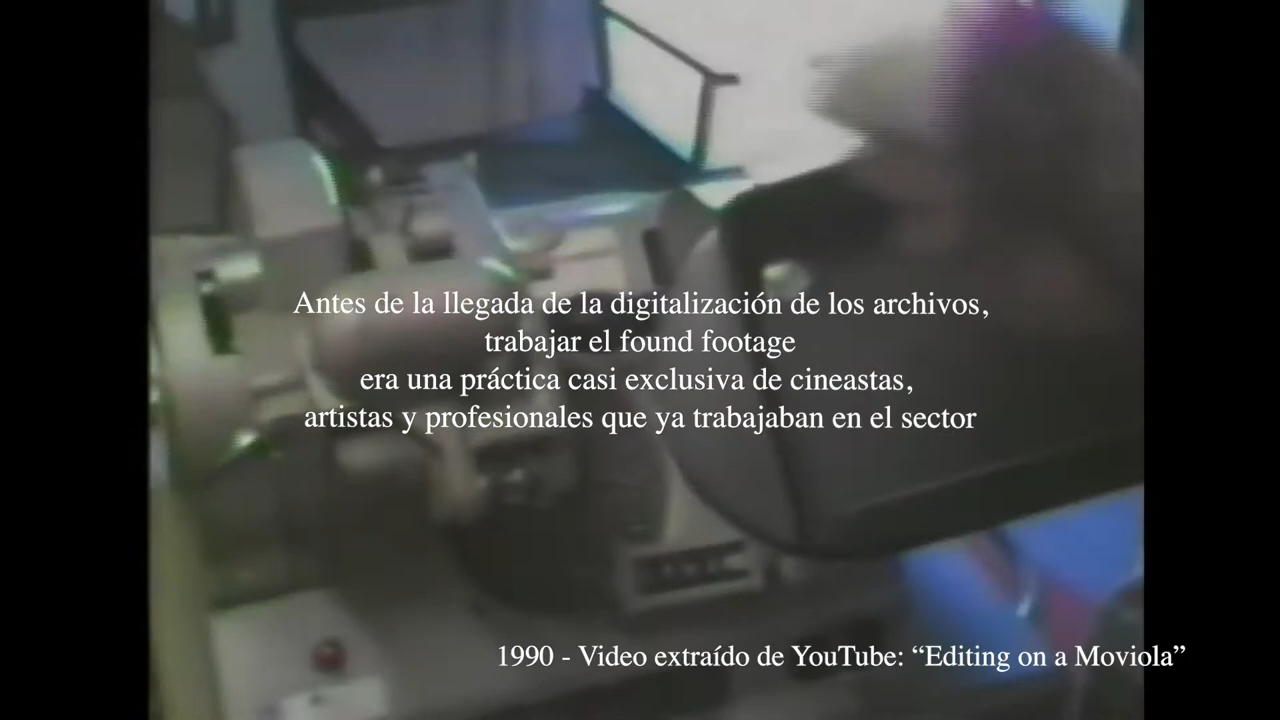 Antes de la llegada de la digitalización de los archivos,
trabajar el found footage
era una práctica casi exclusiva de cineastas,
artistas y profesionales que ya trabajaban en el sector
1990 - Video extraído de YouTube: “Editing on a Moviola”